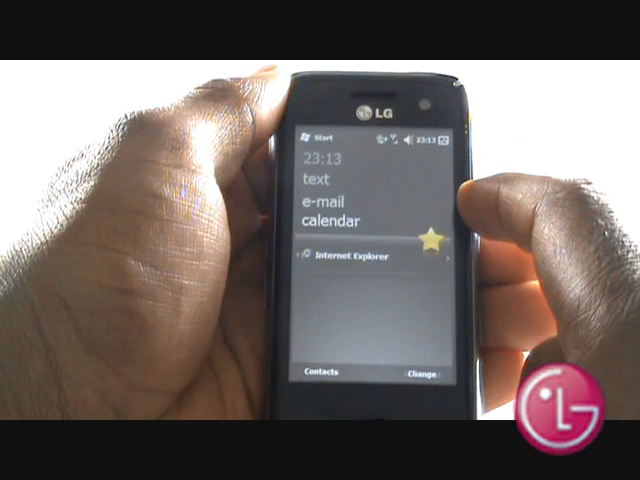 LG
Start 23:13
23:13
text
e-mail
calendar
Internet Explorer
Contacts Change
LG